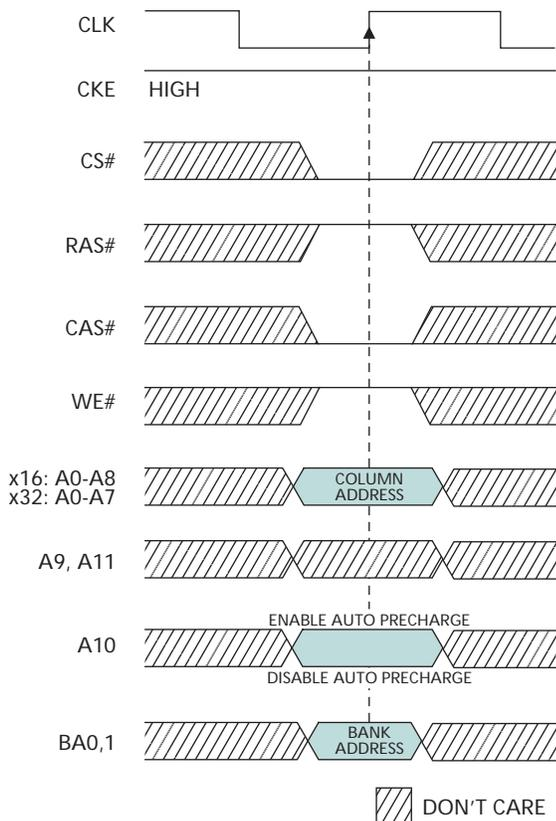 CLK
CKE HIGH
CS#
RAS#
CAS#
WE#
x16: A0-A8
x32: A0-A7
COLUMN
ADDRESS
A9, A11
ENABLE AUTO PRECHARGE
A10
DISABLE AUTO PRECHARGE
BA0,1
BANK
ADDRESS
DON'T CARE